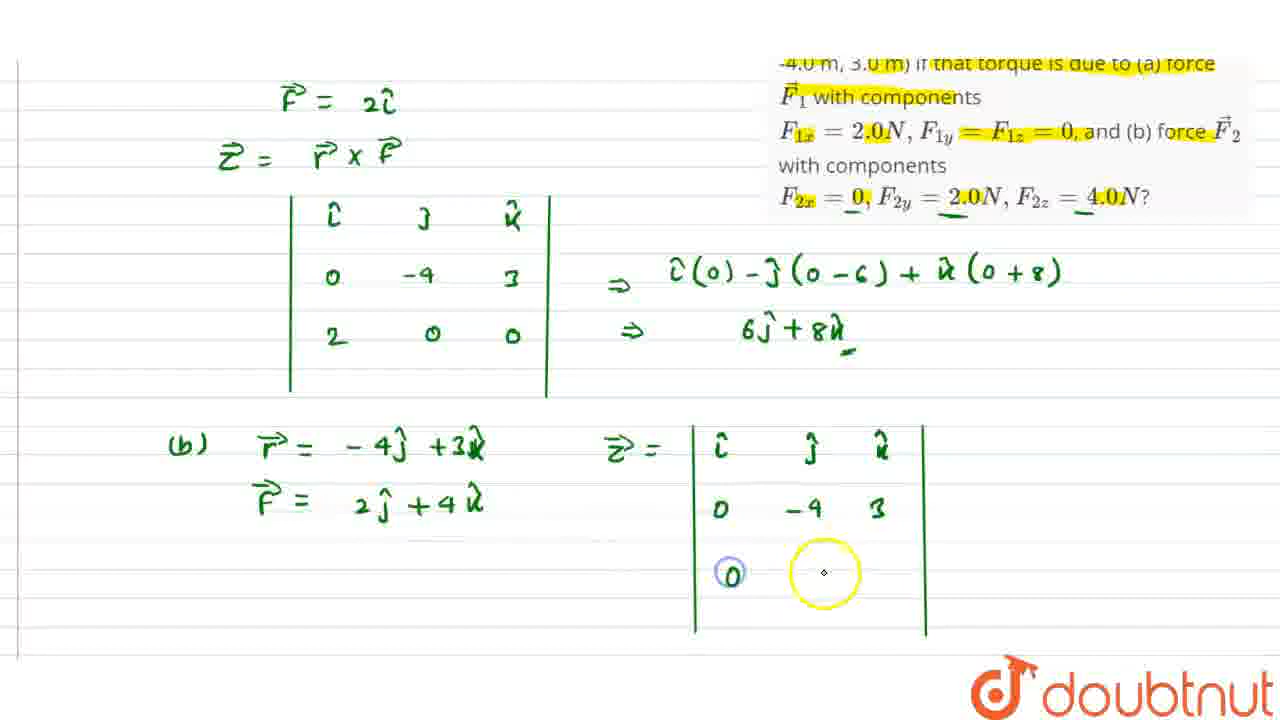 -4.0 m, 3.0 m) if that torque is due to (a) force
F⃗₁ with components
F₁ₓ = 2.0N, F₁y = F₁z = 0, and (b) force F⃗₂
with components
F₂ₓ = 0, F₂y = 2.0N, F₂z = 4.0N?
F⃗ = 2î
τ⃗ = r⃗ × F⃗
î ĵ k̂
0 -4 3
2 0 0
⇒ î(0) - ĵ(0 - 6) + k̂(0 + 8)
⇒ 6ĵ + 8k̂
(b) r⃗ = -4ĵ + 3k̂
F⃗ = 2ĵ + 4k̂
τ⃗ =
î ĵ k̂
0 -4 3
0
doubtnut